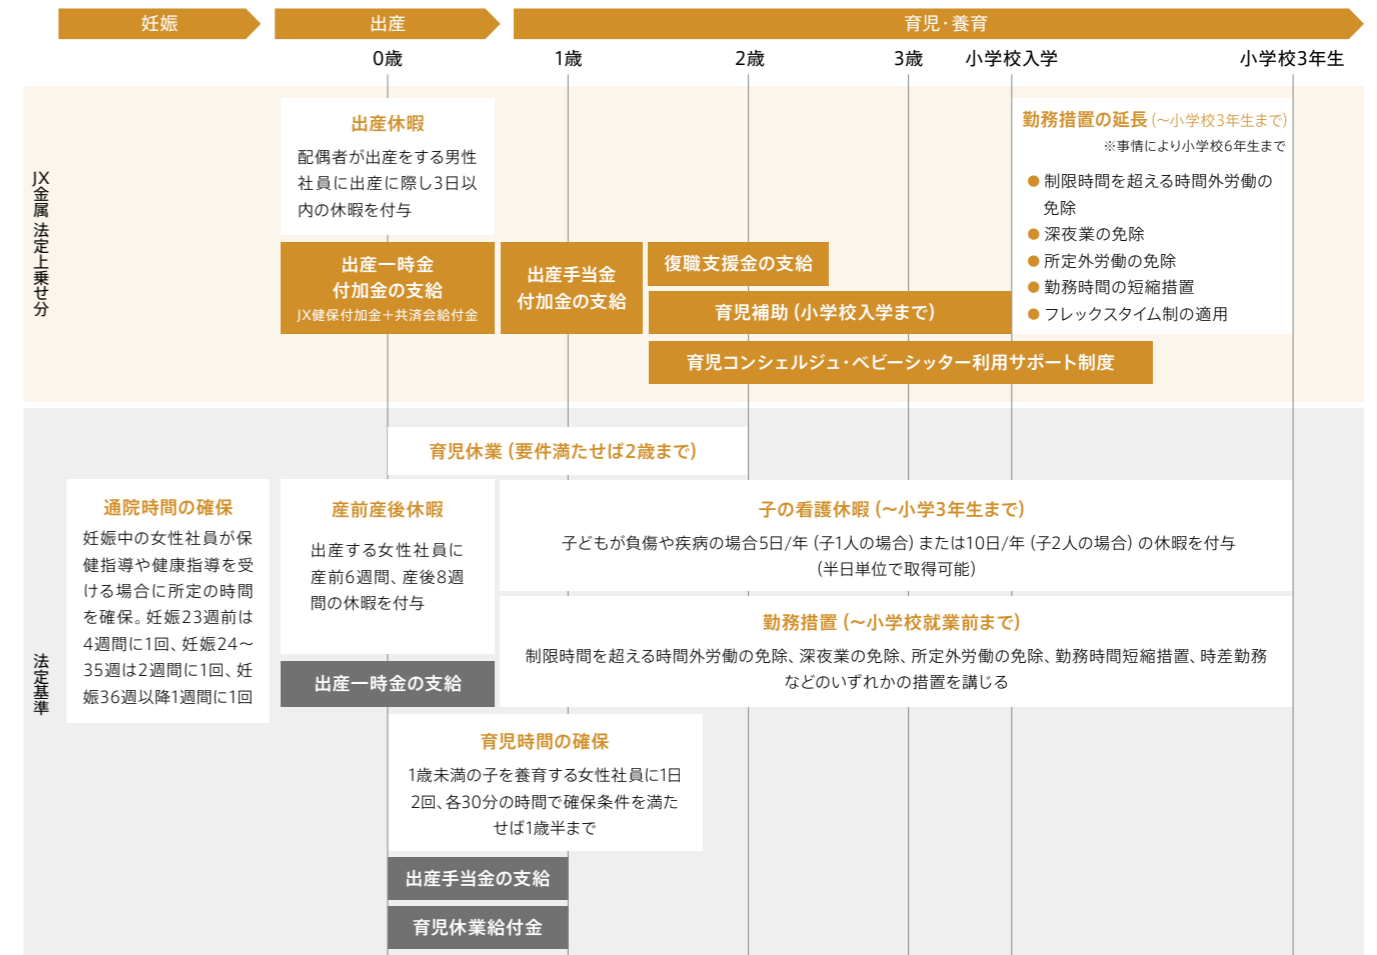 妊娠
出産
育児・養育
0歳
1歳
2歳
3歳
小学校入学
小学校3年生
JX金属 法定上乗せ分
出産休暇
配偶者が出産をする男性
社員に出産に際し3日以
内の休暇を付与
出産一時金
付加金の支給
JX健保付加金＋共済会給付金
出産手当金
付加金の支給
復職支援金の支給
育児補助（小学校入学まで）
育児コンシェルジュ・ベビーシッター利用サポート制度
勤務措置の延長（～小学校3年生まで）
※事情により小学校6年生まで
● 制限時間を超える時間外労働の
免除
● 深夜業の免除
● 所定外労働の免除
● 勤務時間の短縮措置
● フレックスタイム制の適用
法定基準
育児休業（要件満たせば2歳まで）
通院時間の確保
妊娠中の女性社員が保
健指導や健康指導を受
ける場合に所定の時間
を確保。妊娠23週前は
4週間に1回、妊娠24～
35週は2週間に1回、妊
娠36週以降1週間に1回
産前産後休暇
出産する女性社員に
産前6週間、産後8週
間の休暇を付与
出産一時金の支給
子の看護休暇（～小学3年生まで）
子どもが負傷や疾病の場合5日/年（子1人の場合）または10日/年（子2人の場合）の休暇を付与
（半日単位で取得可能）
勤務措置（～小学校就業前まで）
制限時間を超える時間外労働の免除、深夜業の免除、所定外労働の免除、勤務時間短縮措置、時差勤務
などのいずれかの措置を講じる
育児時間の確保
1歳未満の子を養育する女性社員に1日
2回、各30分の時間で確保条件を満た
せば1歳半まで
出産手当金の支給
育児休業給付金